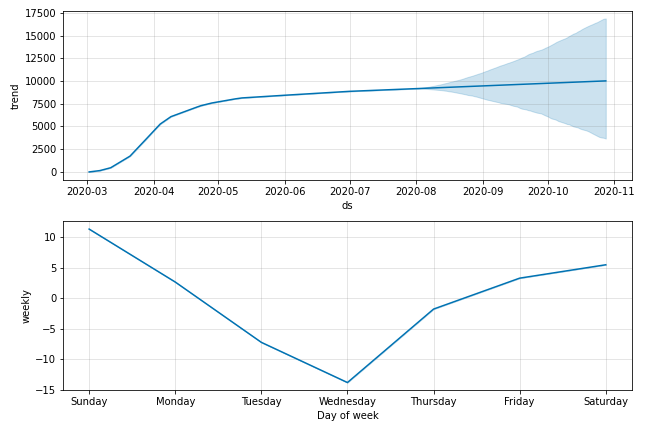 17500
15000
12500
10000
7500
5000
2500
0
trend
2020-03 2020-04 2020-05 2020-06 2020-07 2020-08 2020-09 2020-10 2020-11
ds
10
5
0
−5
−10
−15
weekly
Sunday Monday Tuesday Wednesday Thursday Friday Saturday
Day of week